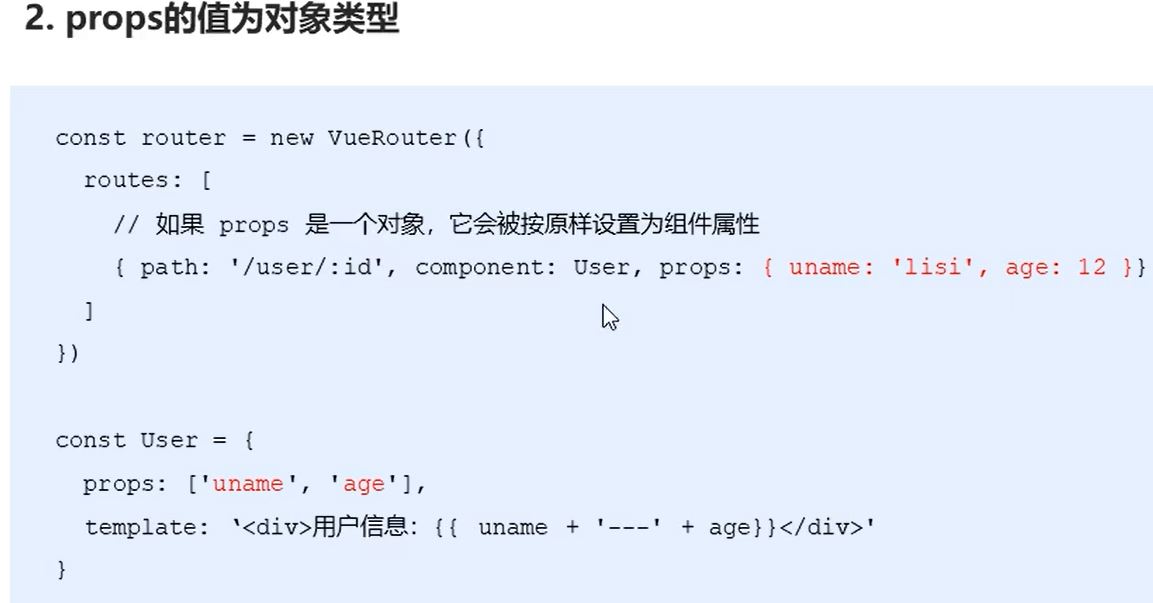 2. props的值为对象类型
const router = new VueRouter({
routes: [
// 如果 props 是一个对象，它会被按原样设置为组件属性
{ path: '/user/:id', component: User, props: { uname: 'lisi', age: 12 }}
]
})
const User = {
props: ['uname', 'age'],
template: ‘<div>用户信息：{{ uname + '---' + age}}</div>'
}